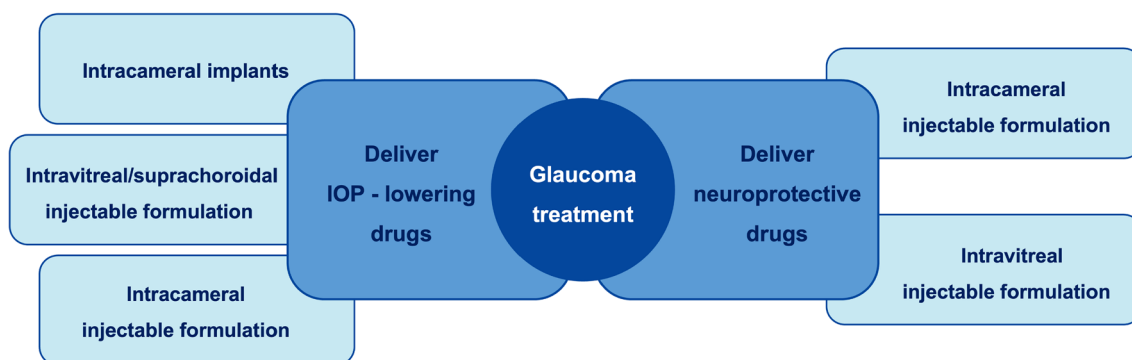 Intracameral implants
Intravitreal/suprachoroidal
injectable formulation
Intracameral
injectable formulation
Deliver
IOP - lowering
drugs
Glaucoma
treatment
Deliver
neuroprotective
drugs
Intracameral
injectable formulation
Intravitreal
injectable formulation